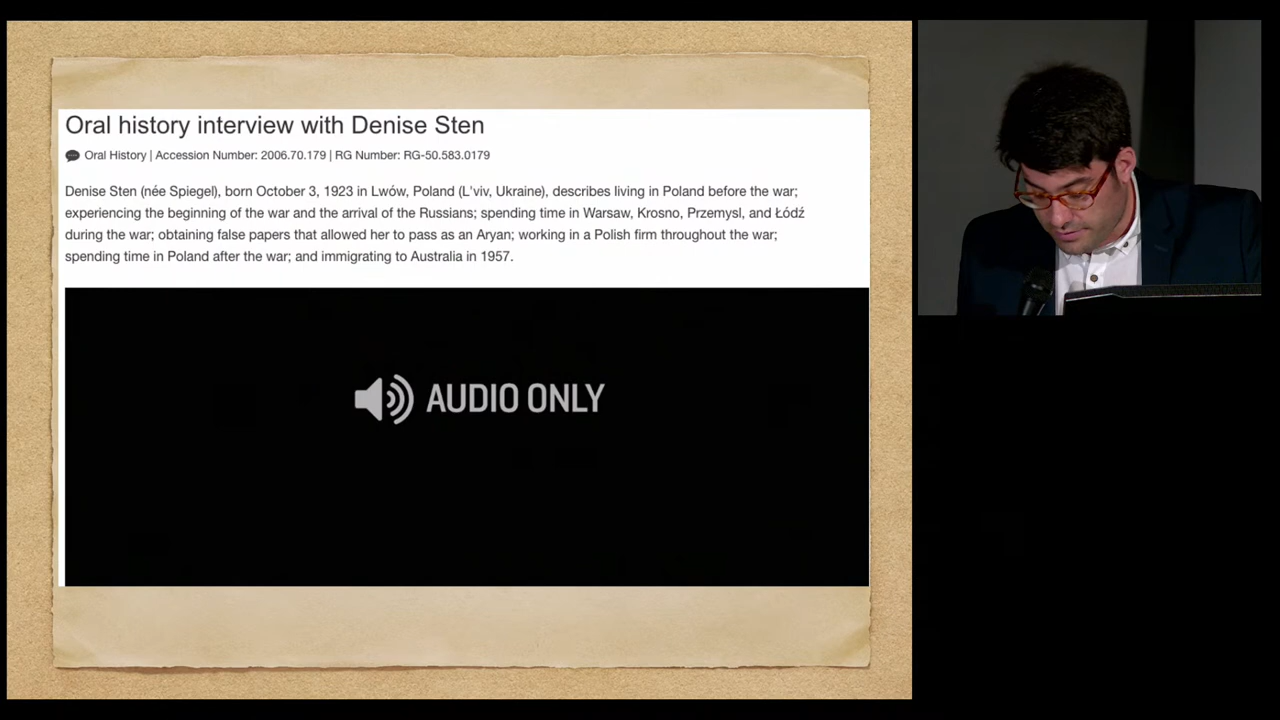 Oral history interview with Denise Sten
Oral History | Accession Number: 2006.70.179 | RG Number: RG-50.583.0179
Denise Sten (née Spiegel), born October 3, 1923 in Lwów, Poland (L'viv, Ukraine), describes living in Poland before the war;
experiencing the beginning of the war and the arrival of the Russians; spending time in Warsaw, Krosno, Przemysl, and Łódź
during the war; obtaining false papers that allowed her to pass as an Aryan; working in a Polish firm throughout the war;
spending time in Poland after the war; and immigrating to Australia in 1957.
AUDIO ONLY